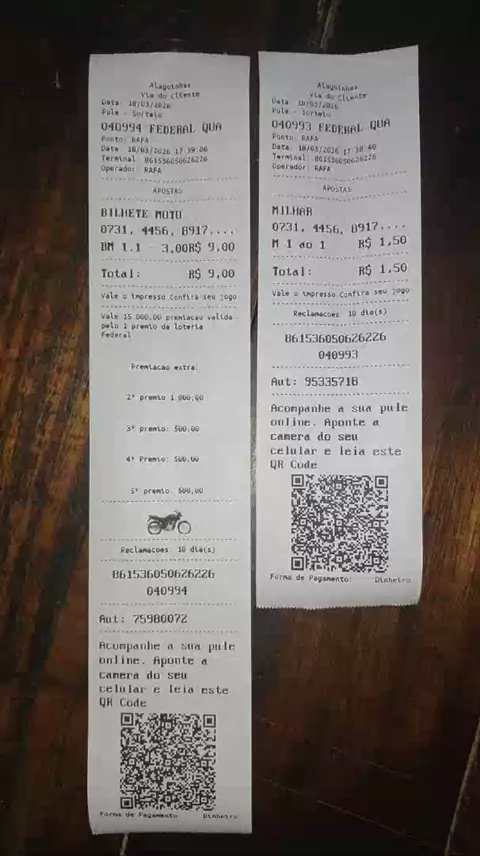 Alagoinhas
Via do Cliente
Data: 18/03/2026
Pule - Sorteio
040994 FEDERAL QUA
Ponto: RAFA
Data: 18/03/2026 17:39:06
Terminal: 861536050626226
Operador: RAFA
APOSTAS
BILHETE MOTO
0731, 4456, 8917....
BM 1.1 - 3,00R$ 9,00
Total: R$ 9,00
Vale o impresso Confira seu jogo
Vale 15.000,00 premiacao valida
pelo 1 premio da loteria
Federal
Premiacao extra:
2° premio 1.000,00
3° premio: 500,00
4° Premio: 500,00
5° premio: 500,00
Reclamacoes: 10 dia(s)
861536050626226
040994
Aut: 75980072
Acompanhe a sua pule
online. Aponte a
camera do seu
celular e leia este
QR Code
Forma de Pagamento: Dinheiro
Alagoinhas
Via do Cliente
Data: 18/03/2026
Pule - Sorteio
040993 FEDERAL QUA
Ponto: RAFA
Data: 18/03/2026 17:38:40
Terminal: 861536050626226
Operador: RAFA
APOSTAS
MILHAR
0731, 4456, 8917....
M 1 ao 1 R$ 1,50
Total: R$ 1,50
Vale o impresso Confira seu jogo
Reclamacoes: 10 dia(s)
861536050626226
040993
Aut: 95335718
Acompanhe a sua pule
online. Aponte a
camera do seu
celular e leia este
QR Code
Forma de Pagamento: Dinheiro